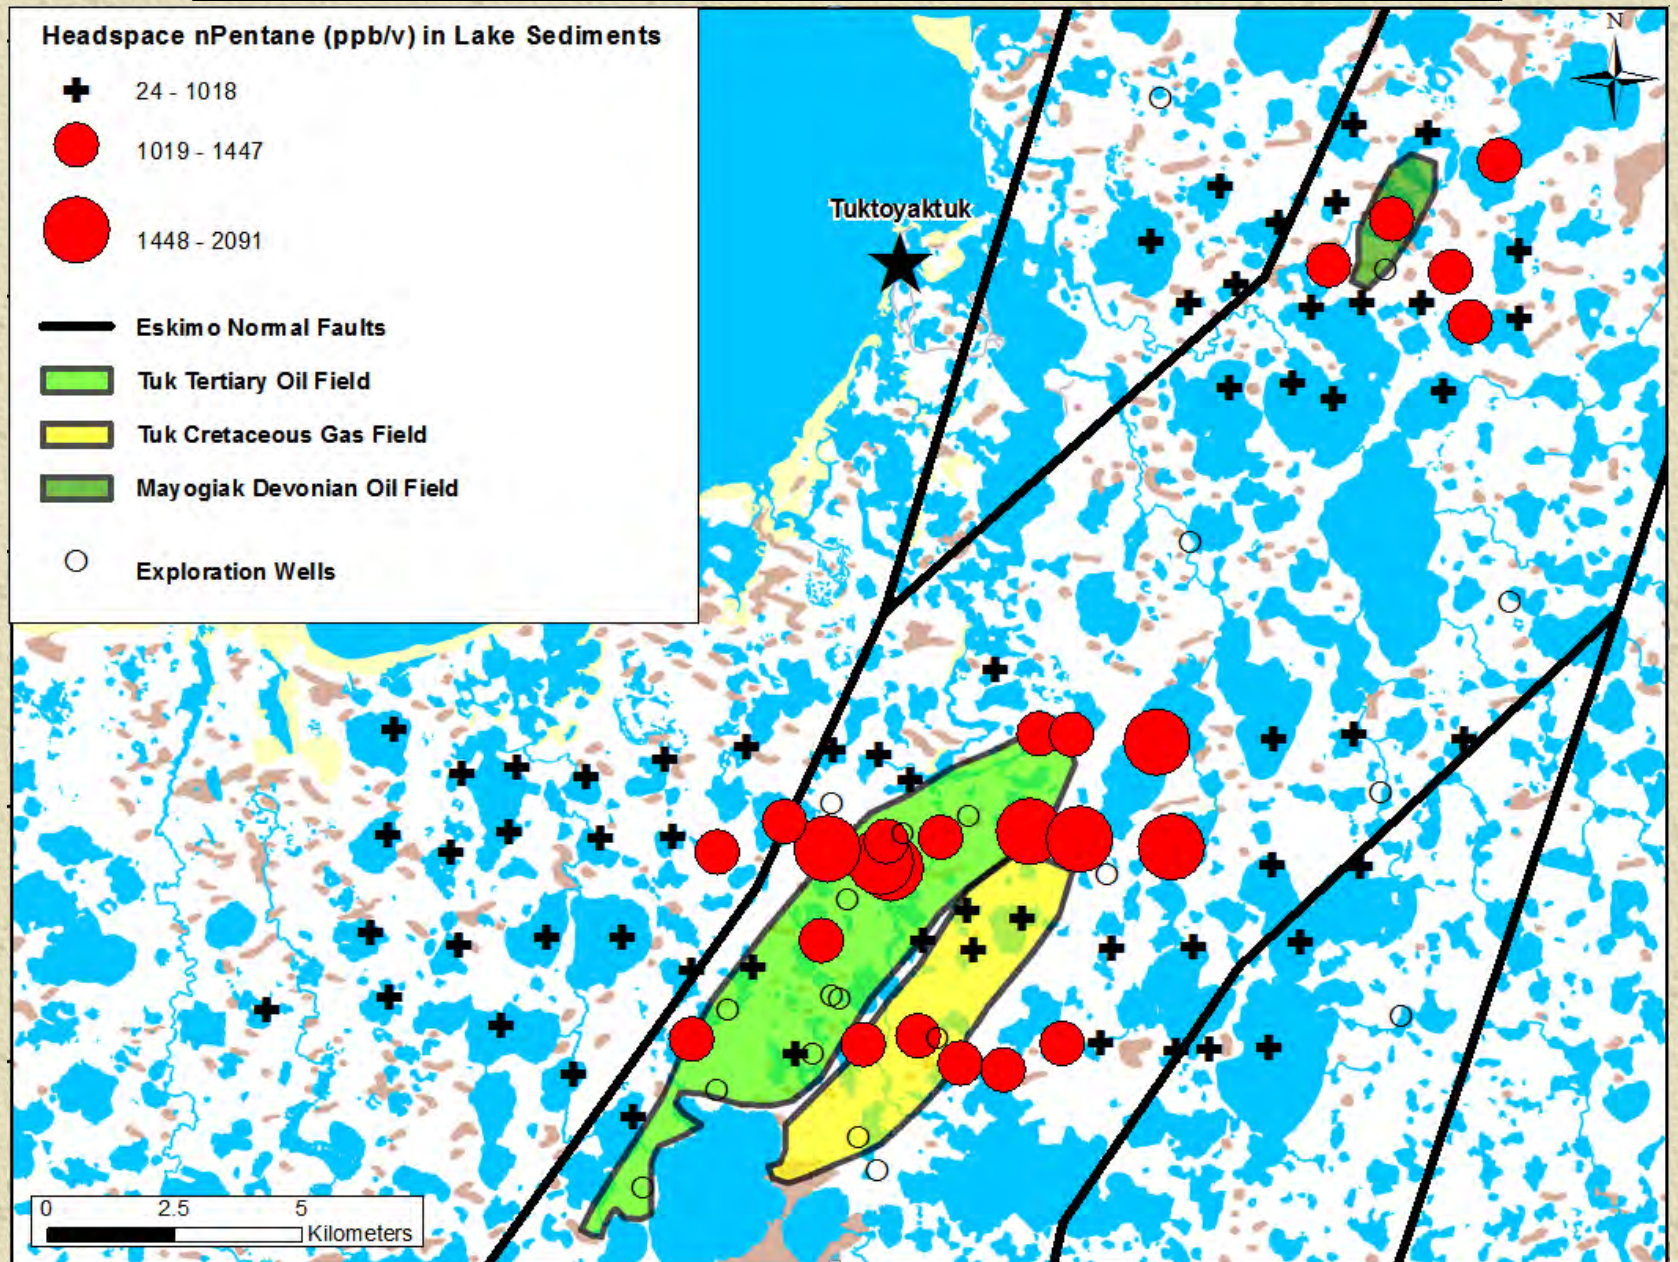 Headspace nPentane (ppb/v) in Lake Sediments
24 - 1018
1019 - 1447
1448 - 2091
Eskimo Normal Faults
Tuk Tertiary Oil Field
Tuk Cretaceous Gas Field
Mayogiak Devonian Oil Field
Exploration Wells
N
Tuktoyaktuk
0 2.5 5
Kilometers